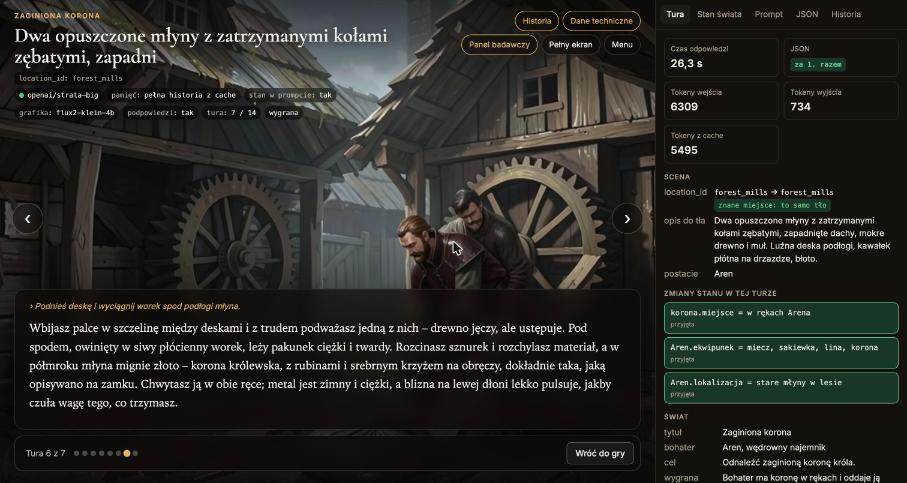 ZAGINIONA KORONA
Dwa opuszczone młyny z zatrzymanymi kołami
zębatymi, zapadni
location_id: forest_mills
openai/strata-big
pamięć: pełna historia z cache
stan w prompcie: tak
grafika: flux2-klein-4b
podpowiedzi: tak
tura: 7 / 14
wygrana
Historia
Dane techniczne
Panel badawczy
Pełny ekran
Menu
‹
›
› Podnieś deskę i wyciągnij worek spod podłogi młyna.
Wbijasz palce w szczelinę między deskami i z trudem podważasz jedną z nich – drewno jęczy, ale ustępuje. Pod
spodem, owinięty w siwy płócienny worek, leży pakunek ciężki i twardy. Rozcinasz sznurek i rozchylasz materiał, a w
półmroku młyna mignie złoto – korona królewska, z rubinami i srebrnym krzyżem na obręczy, dokładnie taka, jaką
opisywano na zamku. Chwytasz ją w obie ręce; metal jest zimny i ciężki, a blizna na lewej dłoni lekko pulsuje, jakby
czuła wagę tego, co trzymasz.
Tura 6 z 7
Wróć do gry
Tura
Stan świata
Prompt
JSON
Historia
Czas odpowiedzi
26,3 s
JSON
za 1. razem
Tokeny wejścia
6309
Tokeny wyjścia
734
Tokeny z cache
5495
SCENA
location_id forest_mills → forest_mills
znane miejsce: to samo tło
opis do tła Dwa opuszczone młyny z zatrzymanymi
kołami zębatymi, zapadnięte dachy, mokre
drewno i muł. Luźna deska podłogi, kawałek
płótna na drzazdze, błoto.
postacie Aren
ZMIANY STANU W TEJ TURZE
korona.miejsce = w rękach Arena
przyjęta
Aren.ekwipunek = miecz, sakiewka, lina, korona
przyjęta
Aren.lokalizacja = stare młyny w lesie
przyjęta
ŚWIAT
tytuł Zaginiona korona
bohater Aren, wędrowny najemnik
cel Odnaleźć zaginioną koronę króla.
wygrana Bohater ma koronę w rękach i oddaje ją